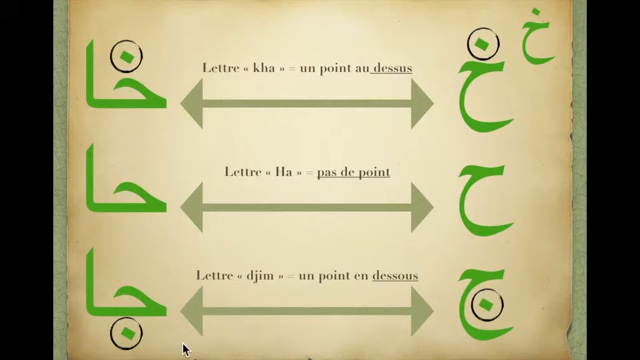 خ
خا Lettre « kha » = un point au dessus خ
حا Lettre « Ha » = pas de point ح
جا Lettre « djim » = un point en dessous ج